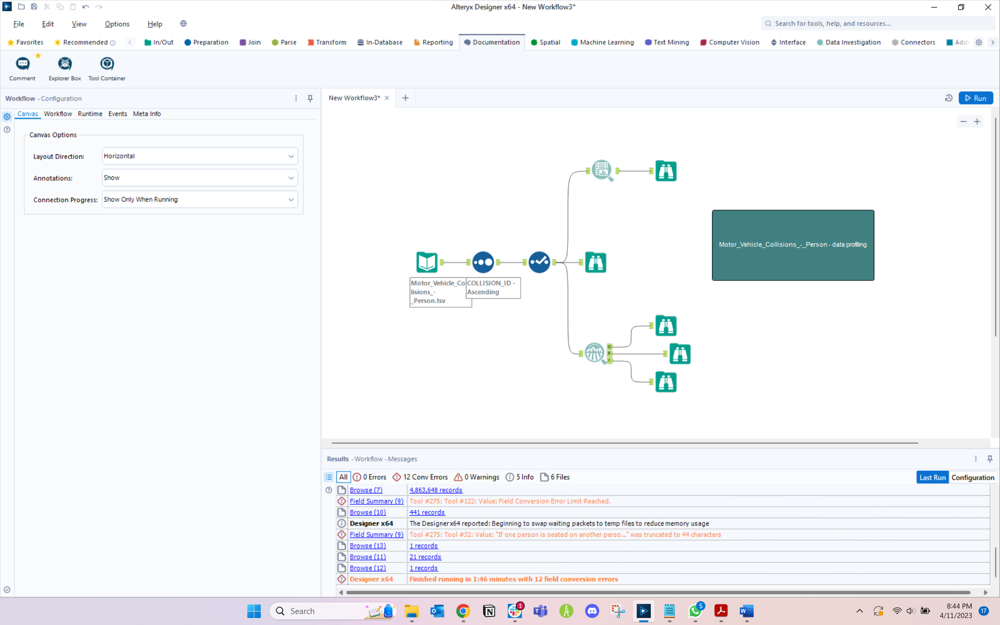 Alteryx Designer x64 - New Workflow3*
File Edit View Options Help
Search for tools, help, and resources...
Favorites Recommended In/Out Preparation Join Parse Transform In-Database Reporting Documentation Spatial Machine Learning Text Mining Computer Vision Interface Data Investigation Connectors
Comment Explorer Box Tool Container
Workflow - Configuration
New Workflow3*
Run
Canvas Workflow Runtime Events Meta Info
Canvas Options
Layout Direction: Horizontal
Annotations: Show
Connection Progress: Show Only When Running
Motor_Vehicle_Collisions_-_Person - data profiling
Motor_Vehicle_Co
lisions_-
_Person.tsv
COLLISION_ID -
Ascending
O
R
I
Results - Workflow - Messages
All 0 Errors 12 Conv Errors 0 Warnings 5 Info 6 Files
Last Run Configuration
Browse (7) 4,863,648 records
Field Summary (9) Tool #275: Tool #122: Value: Field Conversion Error Limit Reached.
Browse (10) 441 records
Designer x64 The Designer x64 reported: Beginning to swap waiting packets to temp files to reduce memory usage
Field Summary (9) Tool #275: Tool #32: Value: "If one person is seated on another perso..." was truncated to 44 characters
Browse (13) 1 records
Browse (11) 21 records
Browse (12) 1 records
Designer x64 Finished running in 1:46 minutes with 12 field conversion errors
Search
1
5
8:44 PM
4/11/2023
17